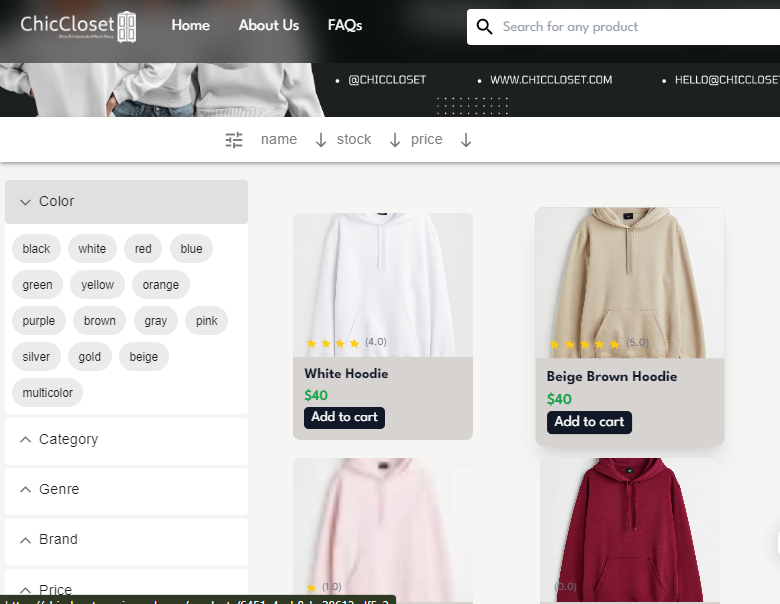 ChicCloset
Home About Us FAQs
Search for any product
• @CHICCLOSET • WWW.CHICCLOSET.COM • HELLO@CHICCLOSET
name stock price
Color
black white red blue
green yellow orange
purple brown gray pink
silver gold beige
multicolor
Category
Genre
Brand
Price
(4.0)
White Hoodie
$40
Add to cart
(5.0)
Beige Brown Hoodie
$40
Add to cart
(1.0)
(0.0)